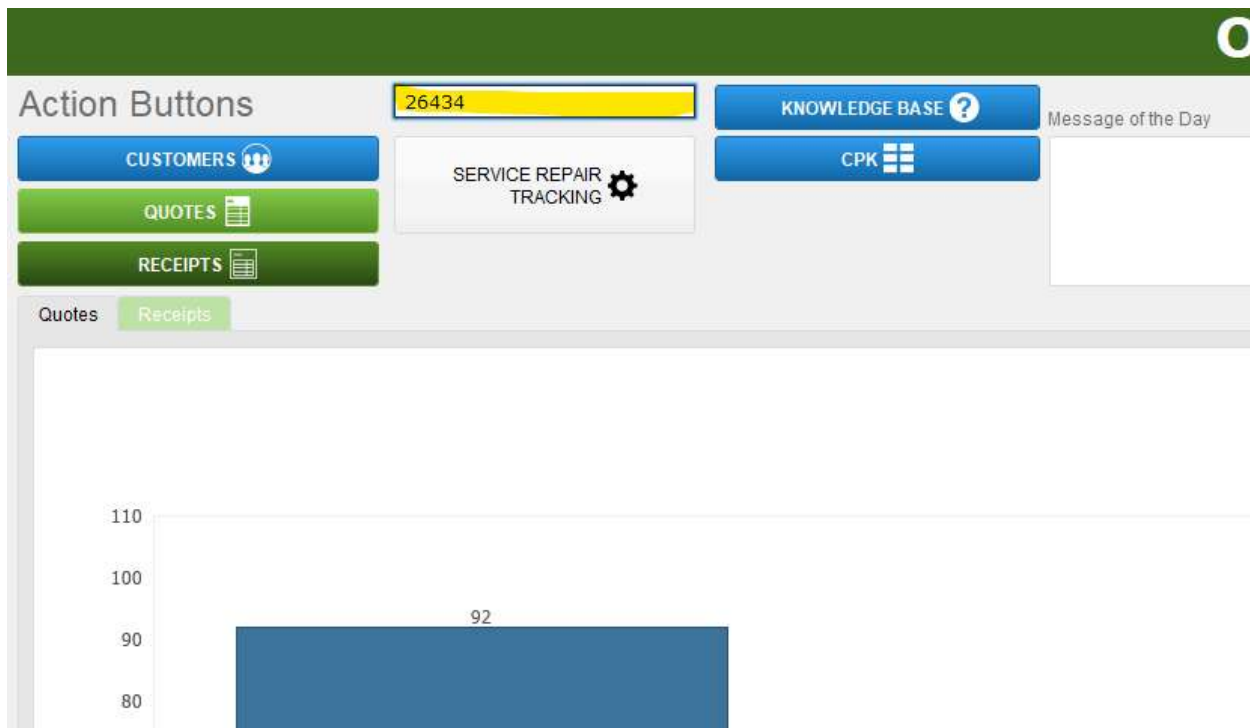 O
Action Buttons
26434
KNOWLEDGE BASE ?
Message of the Day
CUSTOMERS
SERVICE REPAIR
TRACKING
CPK
QUOTES
RECEIPTS
Quotes
Receipts
110
100
92
90
80